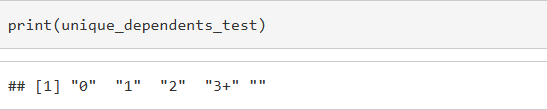 print(unique_dependents_test)
## [1] "0"  "1"  "2"  "3+" ""